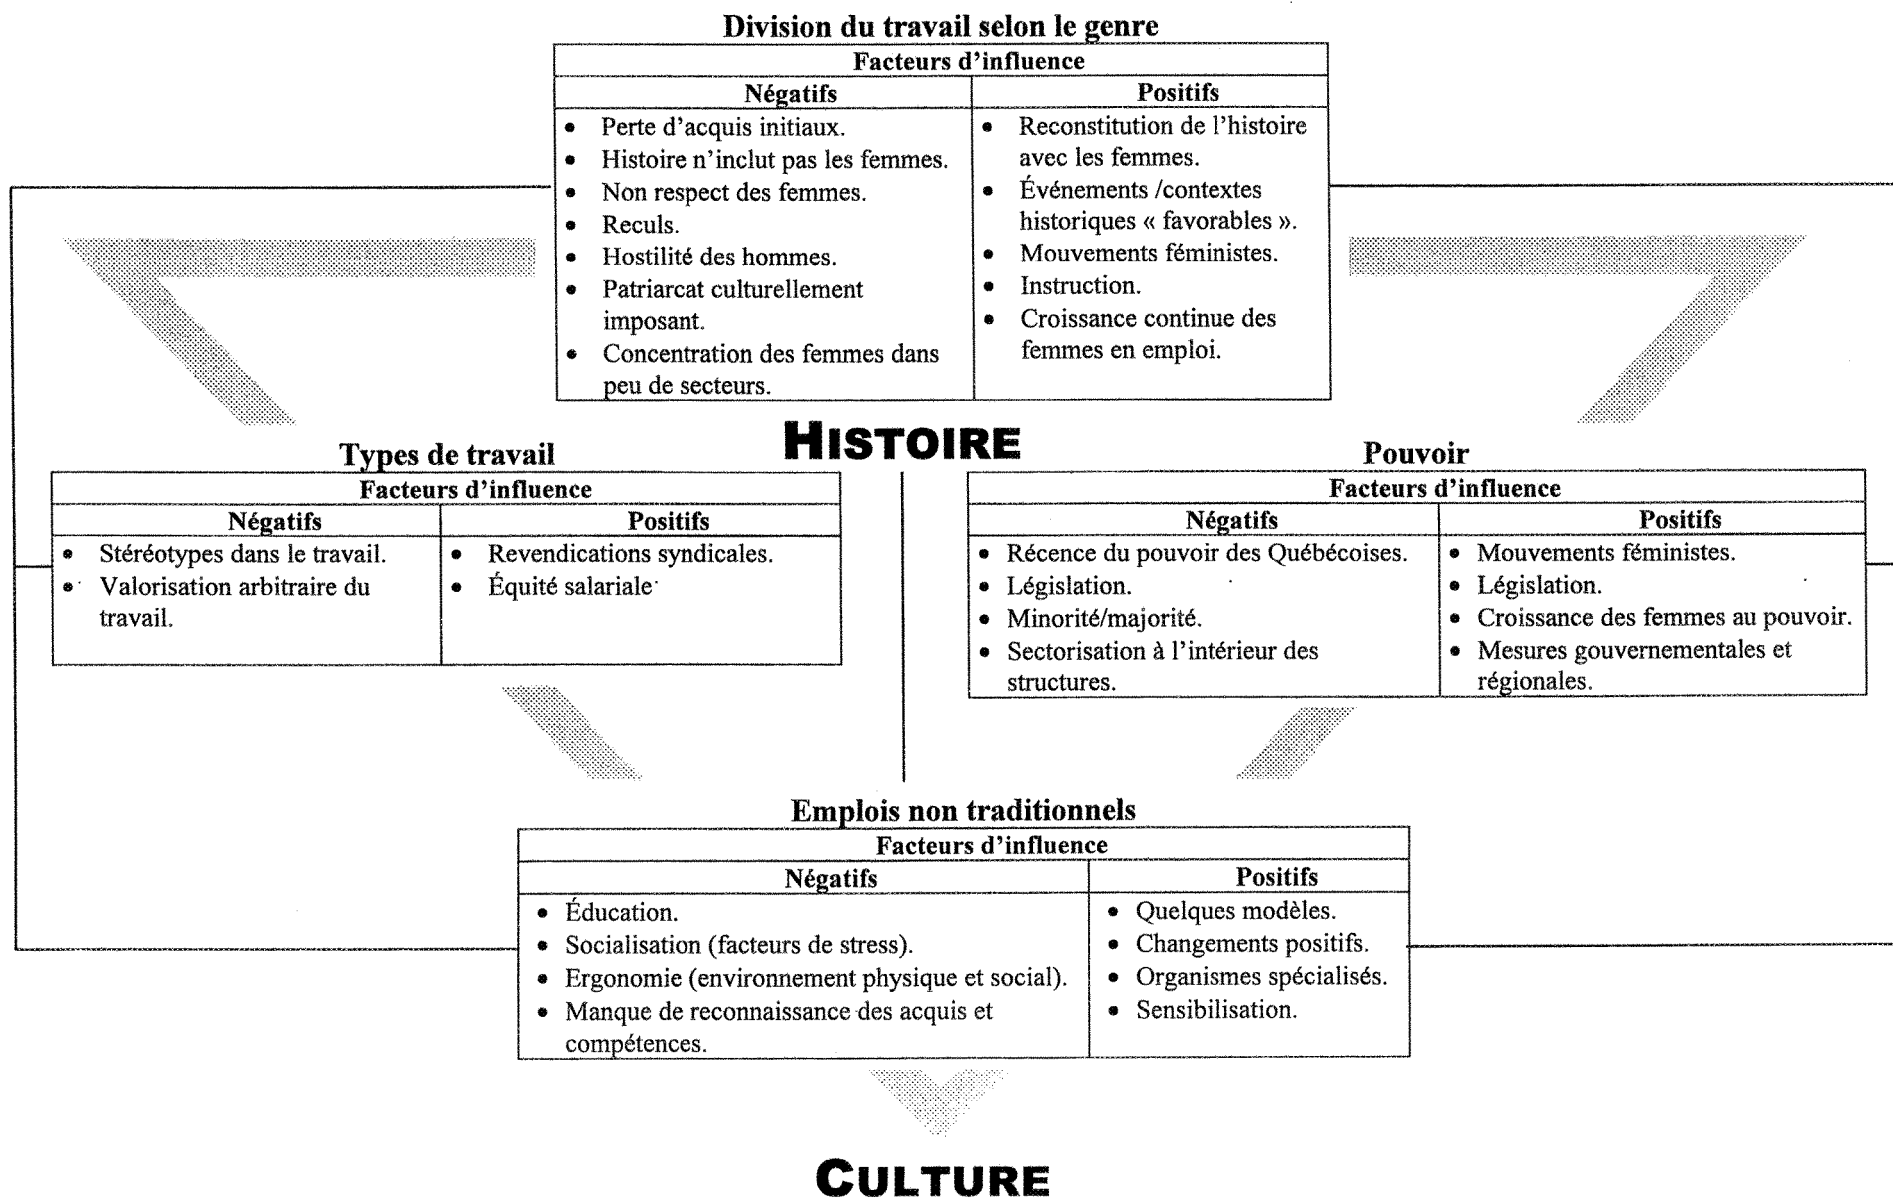 Division du travail selon le genre
Facteurs d'influence
Négatifs
Positifs
• Perte d'acquis initiaux.
• Histoire n'inclut pas les femmes.
• Non respect des femmes.
• Reculs.
• Hostilité des hommes.
• Patriarcat culturellement
imposant.
• Concentration des femmes dans
peu de secteurs.
• Reconstitution de l'histoire
avec les femmes.
• Événements /contextes
historiques « favorables ».
• Mouvements féministes.
• Instruction.
• Croissance continue des
femmes en emploi.
HISTOIRE
Types de travail
Facteurs d'influence
Négatifs
Positifs
• Stéréotypes dans le travail.
• Valorisation arbitraire du
travail.
• Revendications syndicales.
• Équité salariale
Pouvoir
Facteurs d'influence
Négatifs
Positifs
• Récence du pouvoir des Québécoises.
• Législation.
• Minorité/majorité.
• Sectorisation à l'intérieur des
structures.
• Mouvements féministes.
• Législation.
• Croissance des femmes au pouvoir.
• Mesures gouvernementales et
régionales.
Emplois non traditionnels
Facteurs d'influence
Négatifs
Positifs
• Éducation.
• Socialisation (facteurs de stress).
• Ergonomie (environnement physique et social).
• Manque de reconnaissance des acquis et
compétences.
• Quelques modèles.
• Changements positifs.
• Organismes spécialisés.
• Sensibilisation.
CULTURE